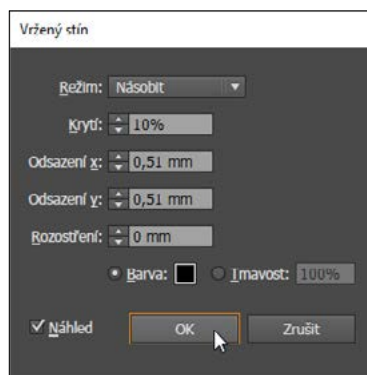 Vržený stín
Režim: Násobit
Krytí: 10%
Odsazení x: 0,51 mm
Odsazení y: 0,51 mm
Rozostření: 0 mm
Barva: Tmavost: 100%
Náhled OK Zrušit